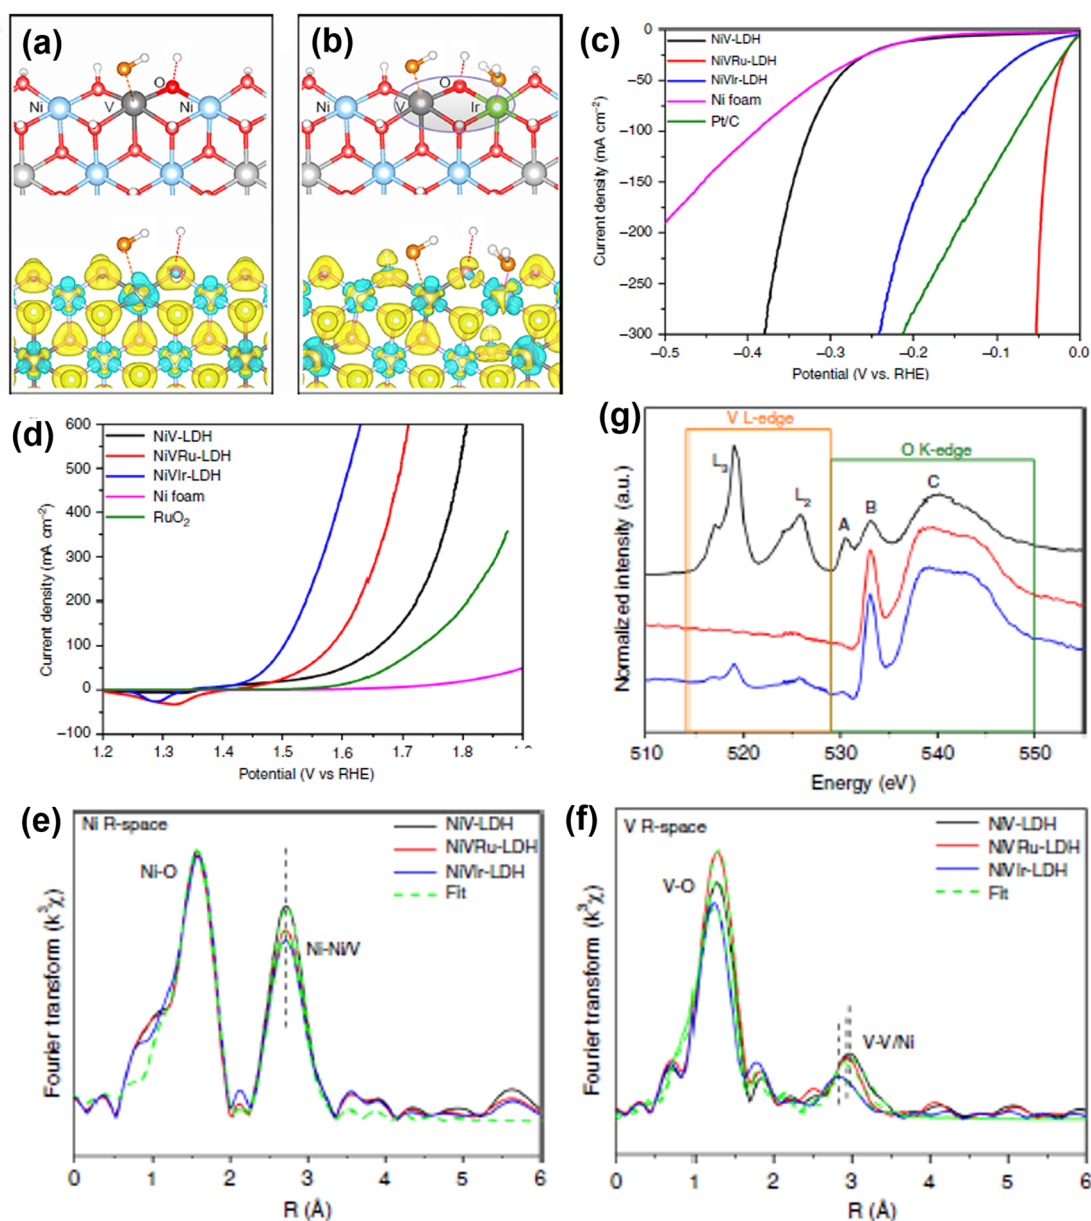 (a)
O
Ni
V
Ni
(b)
O
Ni
V
Ir
(c)
0
−50
−100
−150
−200
−250
−300
Current density (mA cm⁻²)
NiV-LDH
NiVRu-LDH
NiVIr-LDH
Ni foam
Pt/C
−0.5
−0.4
−0.3
−0.2
−0.1
0.0
Potential (V vs. RHE)
(d)
600
500
400
300
200
100
0
−100
Current density (mA cm⁻²)
NiV-LDH
NiVRu-LDH
NiVIr-LDH
Ni foam
RuO₂
1.2
1.3
1.4
1.5
1.6
1.7
1.8
Potential (V vs RHE)
(g)
V L-edge
O K-edge
L₃
L₂
A
B
C
Normalized intensity (a.u.)
510
520
530
540
550
Energy (eV)
(e)
Ni R-space
NiV-LDH
NiVRu-LDH
NiVIr-LDH
Fit
Ni-O
Ni-Ni/V
Fourier transform (k³χ)
0
1
2
3
4
5
6
R (Å)
(f)
V R-space
NiV-LDH
NiVRu-LDH
NiVIr-LDH
Fit
V-O
V-V/Ni
Fourier transform (k³χ)
0
1
2
3
4
5
6
R (Å)